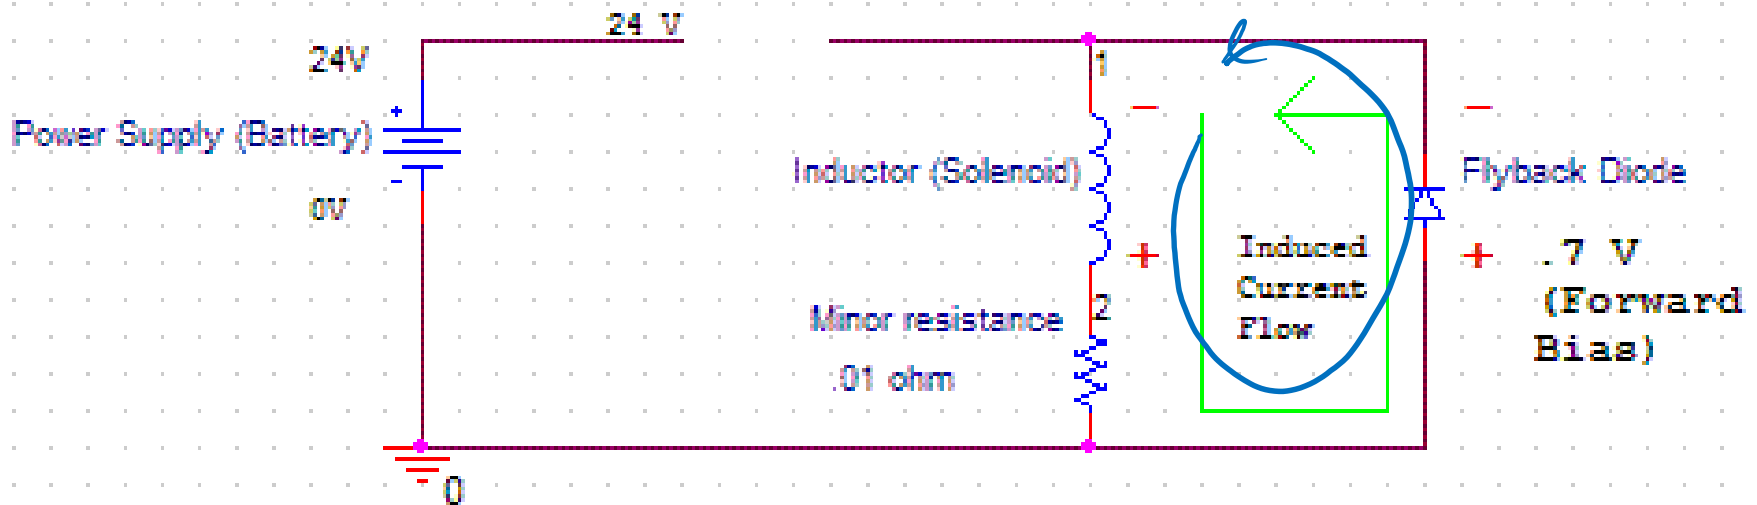 24 V
24V
1
+
Power Supply (Battery)
-
0V
−
Inductor (Solenoid)
+
2
Minor resistance
.01 ohm
Induced
Current
Flow
−
Flyback Diode
+
.7 V
(Forward
Bias)
0